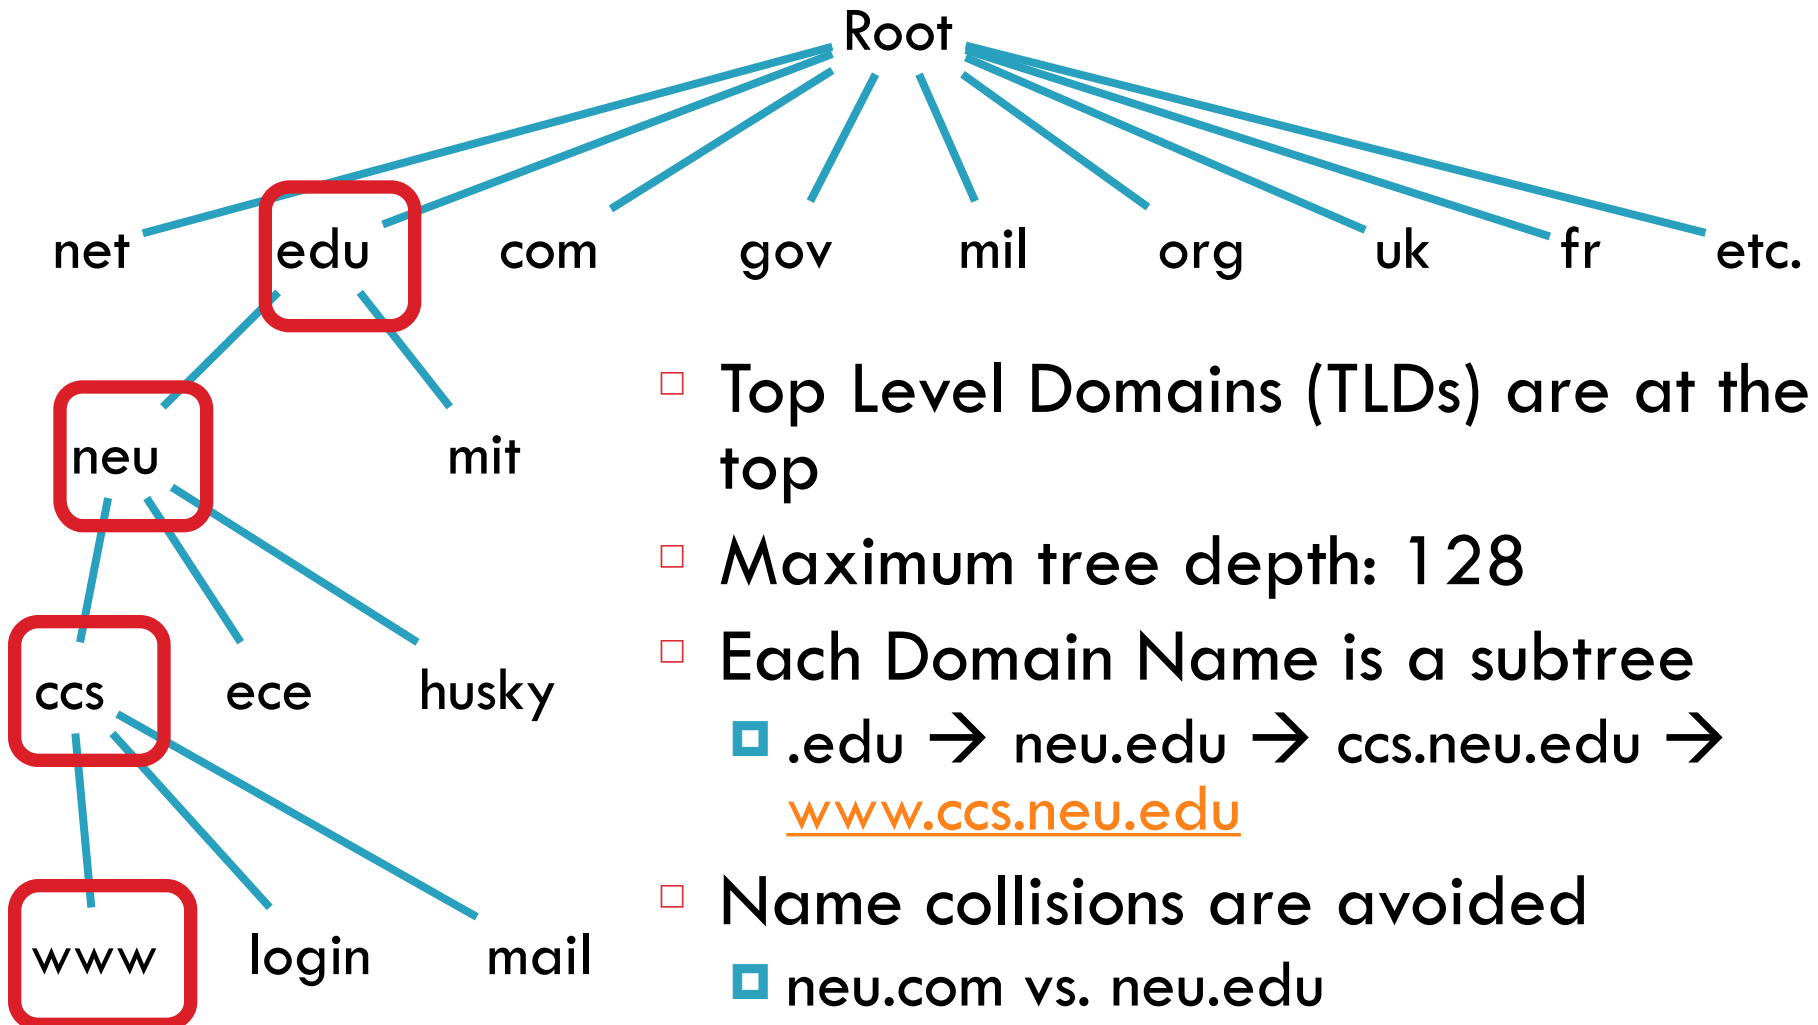 Root
net edu com gov mil org uk fr etc.
neu mit
ccs ece husky
www login mail
Top Level Domains (TLDs) are at the
top
Maximum tree depth: 128
Each Domain Name is a subtree
.edu → neu.edu → ccs.neu.edu →
www.ccs.neu.edu
Name collisions are avoided
neu.com vs. neu.edu